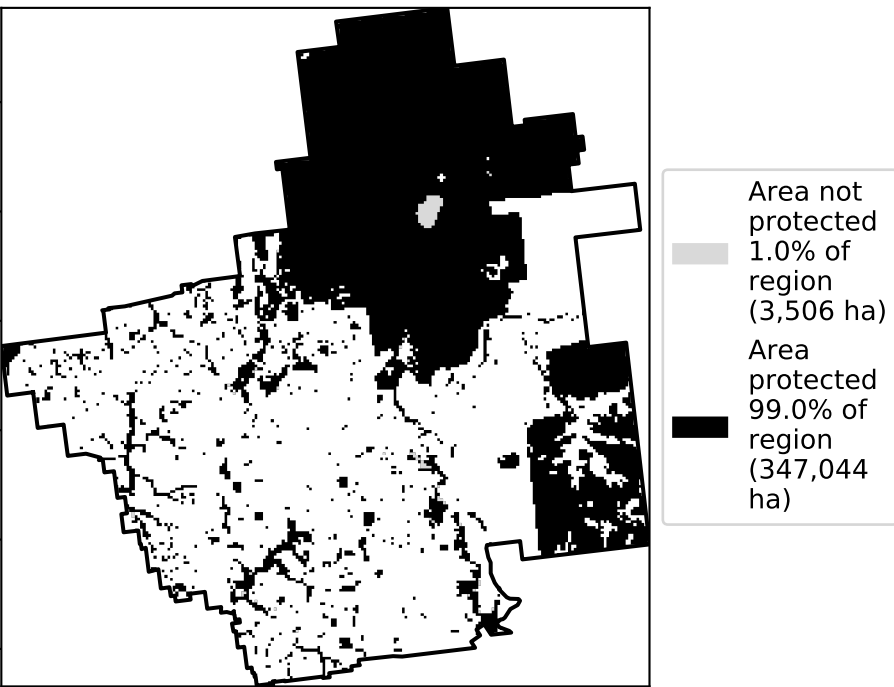 Area not
protected
1.0% of
region
(3,506 ha)
Area
protected
99.0% of
region
(347,044
ha)